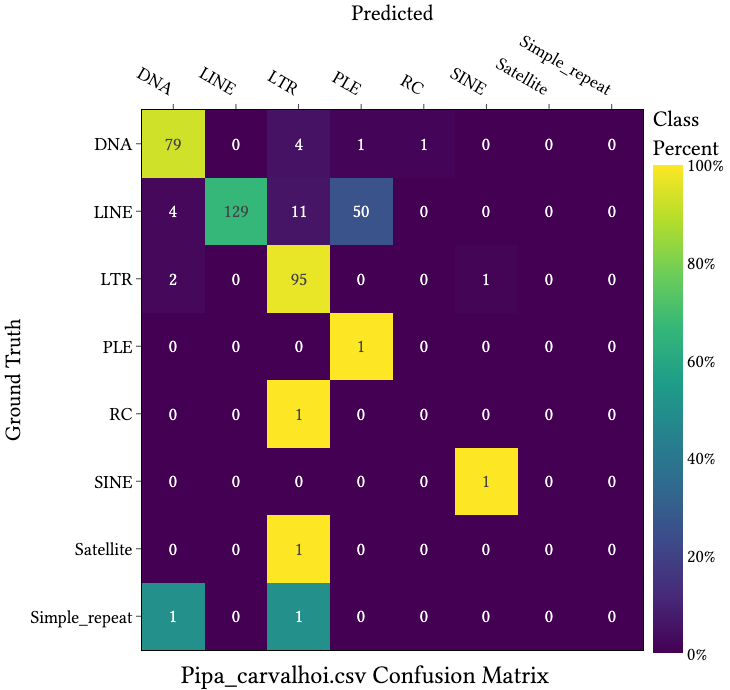 Predicted
DNA LINE LTR PLE RC SINE Satellite Simple_repeat
Class
Percent
DNA 79 0 4 1 1 0 0 0
LINE 4 129 11 50 0 0 0 0
LTR 2 0 95 0 0 1 0 0
PLE 0 0 0 1 0 0 0 0
RC 0 0 1 0 0 0 0 0
SINE 0 0 0 0 0 1 0 0
Satellite 0 0 1 0 0 0 0 0
Simple_repeat 1 0 1 0 0 0 0 0
Ground Truth
100%
80%
60%
40%
20%
0%
Pipa_carvalhoi.csv Confusion Matrix